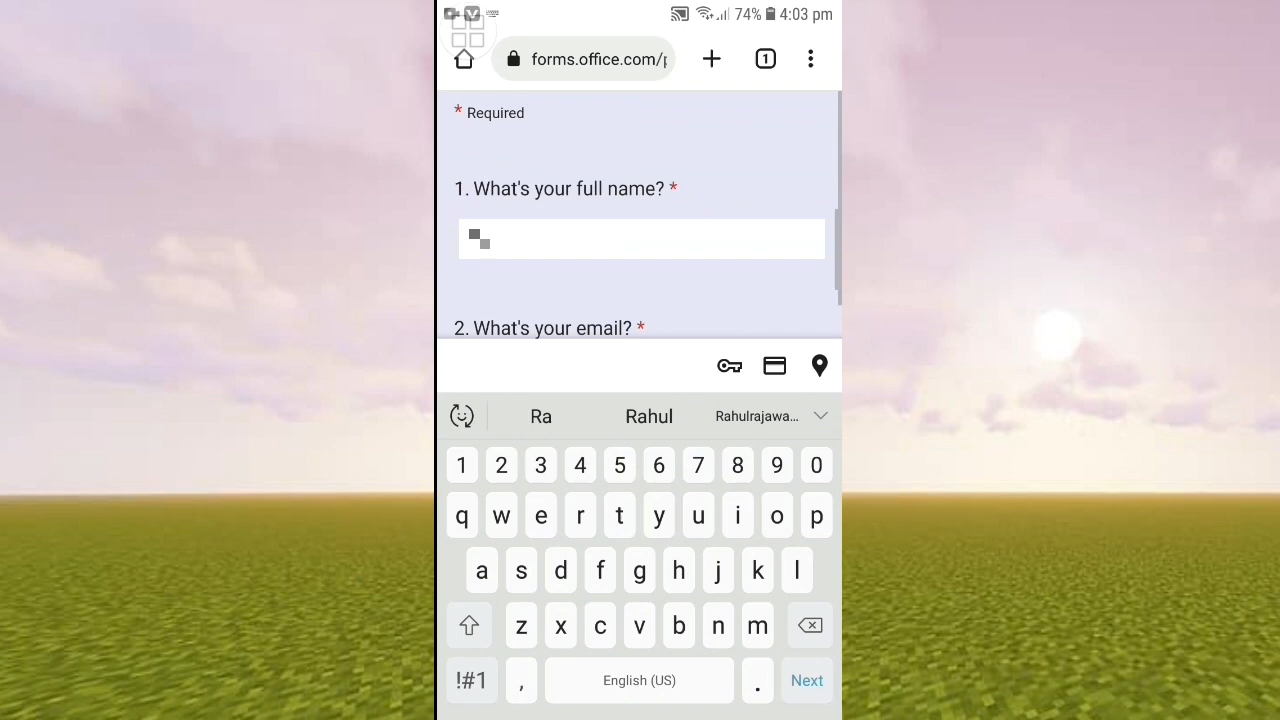 74% 4:03 pm
forms.office.com/p
1
* Required
1. What's your full name? *
2. What's your email? *
Ra Rahul Rahulrajawa...
1 2 3 4 5 6 7 8 9 0
q w e r t y u i o p
a s d f g h j k l
z x c v b n m
!#1 , English (US) . Next